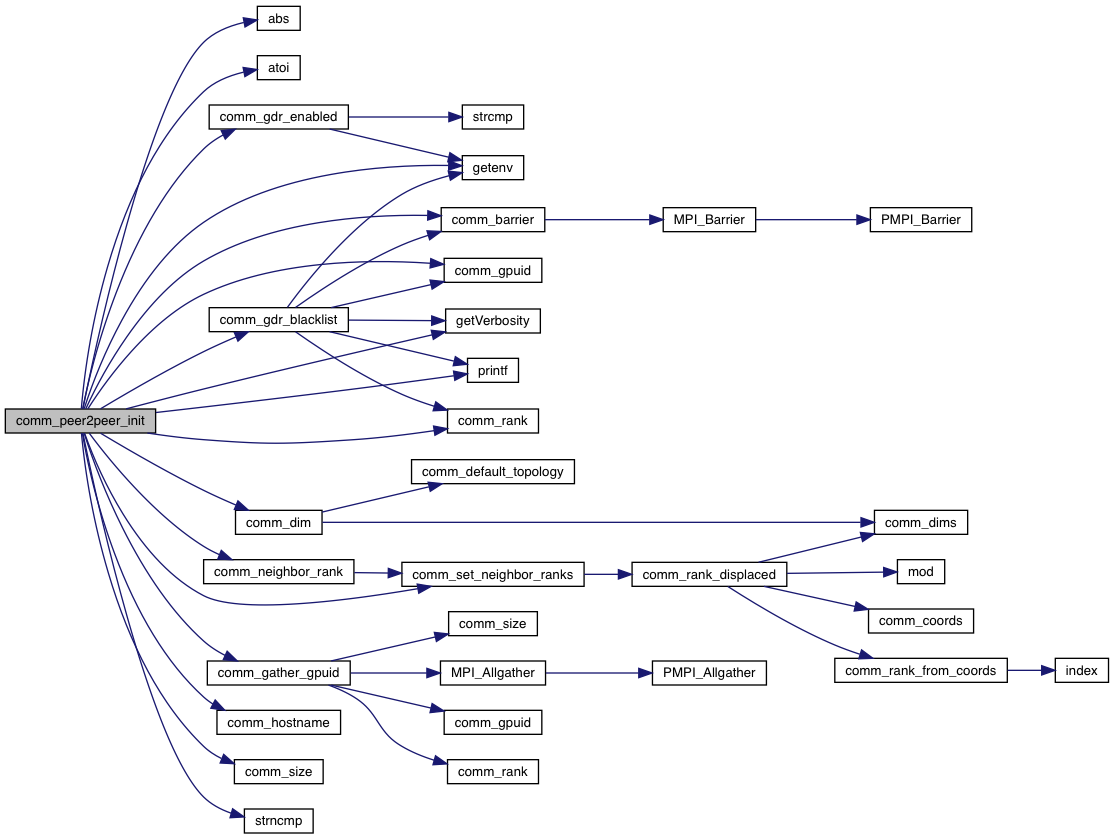 abs
atoi
comm_gdr_enabled
strcmp
getenv
comm_barrier
MPI_Barrier
PMPI_Barrier
comm_gpuid
comm_gdr_blacklist
getVerbosity
printf
comm_peer2peer_init
comm_rank
comm_default_topology
comm_dim
comm_dims
comm_neighbor_rank
comm_set_neighbor_ranks
comm_rank_displaced
mod
comm_size
comm_coords
comm_gather_gpuid
MPI_Allgather
PMPI_Allgather
comm_rank_from_coords
index
comm_hostname
comm_gpuid
comm_size
comm_rank
strncmp